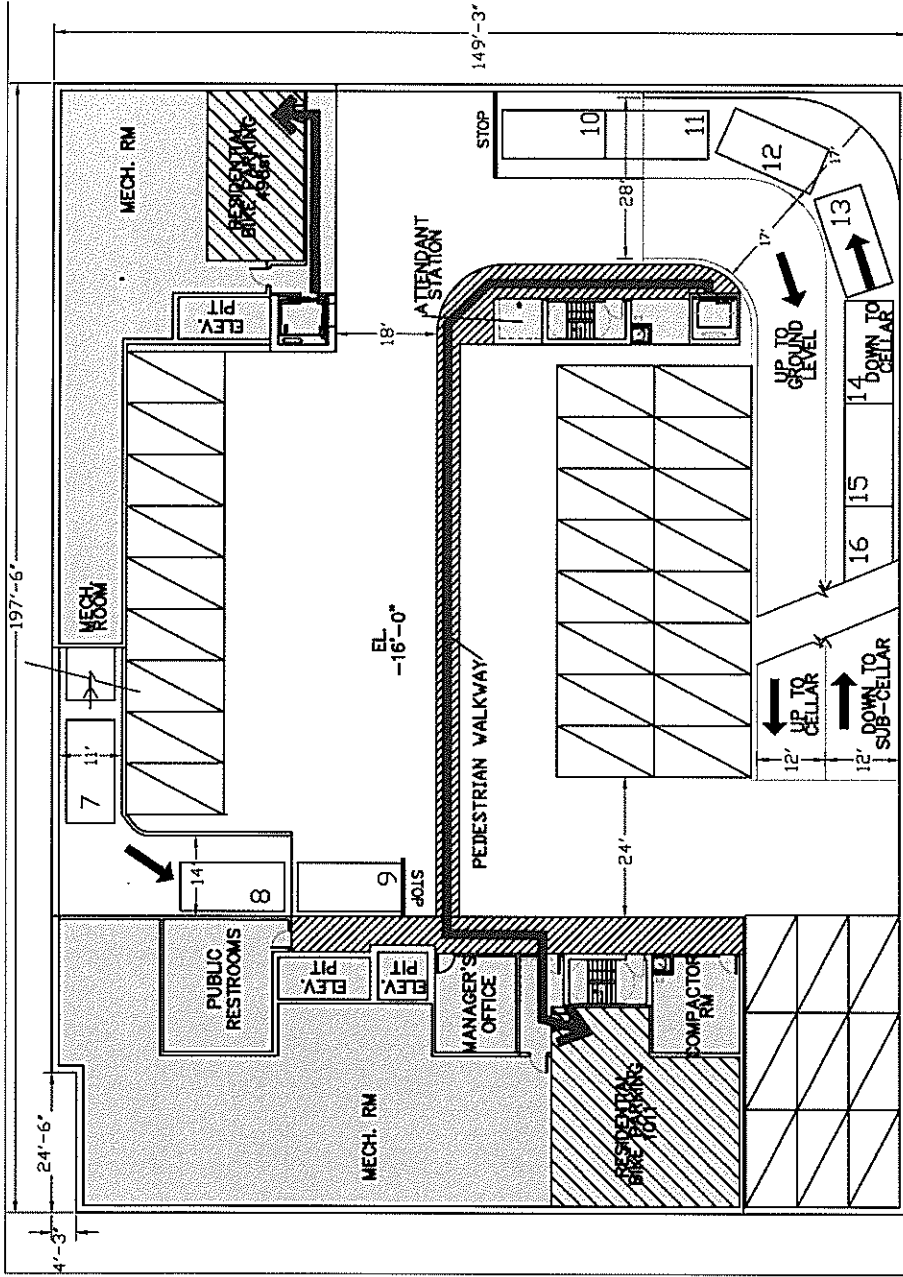 197'-6"
149'-3"
24'-6"
4'-3"
MECH. RM
RESIDENTIAL
BIKE PARKING
496sf
MECH.
ROOM
ELEV.
PIT
7
11'
14'
8
9
STOP
18'
ATTENDANT
STATION
STOP
10
11
12
13
17'
17'
28'
EL
-16'-0"
PEDESTRIAN WALKWAY
PUBLIC
RESTROOMS
ELEV.
PIT
ELEV.
PIT
MANAGER'S
OFFICE
MECH. RM
COMPACTOR
RM
RESIDENTIAL
BIKE PARKING
24'
UP TO
GROUND
LEVEL
14
DOWN TO
CELLAR
15
16
UP TO
CELLAR
12'
DOWN TO
SUB-CELLAR
12'